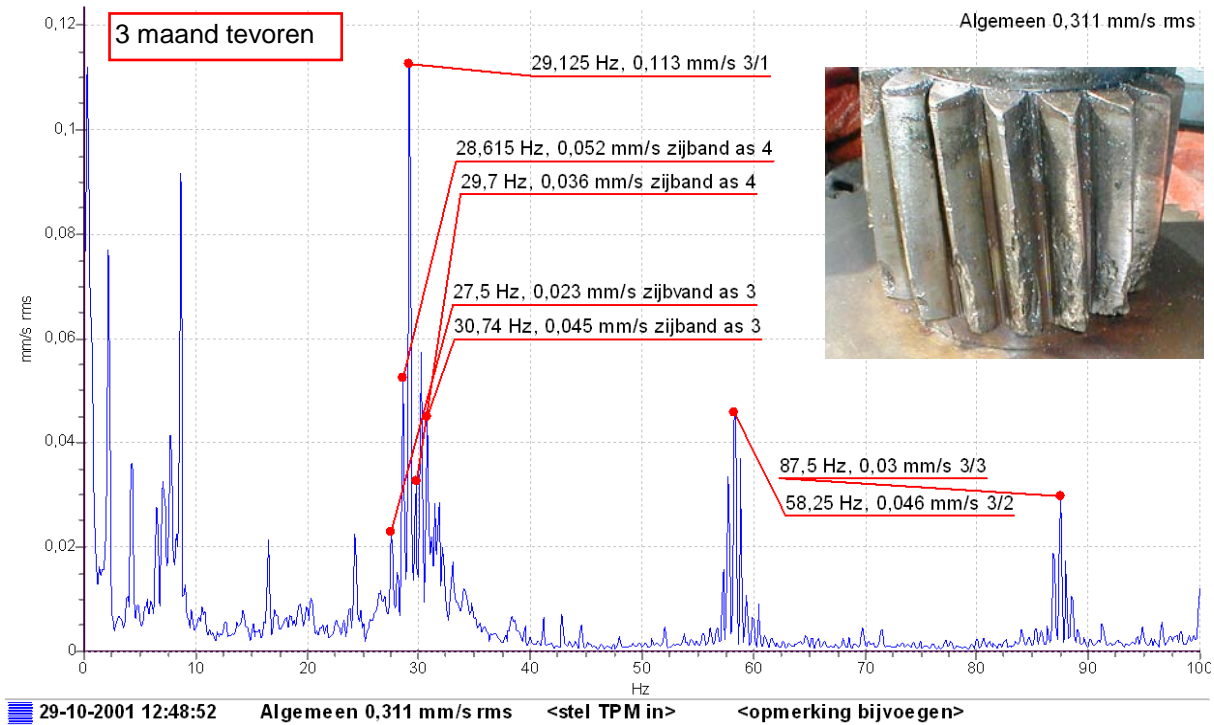 3 maand tevoren
Algemeen 0,311 mm/s rms
29,125 Hz, 0,113 mm/s 3/1
28,615 Hz, 0,052 mm/s zijband as 4
29,7 Hz, 0,036 mm/s zijband as 4
27,5 Hz, 0,023 mm/s zijbvand as 3
30,74 Hz, 0,045 mm/s zijband as 3
87,5 Hz, 0,03 mm/s 3/3
58,25 Hz, 0,046 mm/s 3/2
mm/s rms
0,12
0,1
0,08
0,06
0,04
0,02
0
0 10 20 30 40 50 60 70 80 90 100
Hz
29-10-2001 12:48:52 Algemeen 0,311 mm/s rms <stel TPM in> <opmerking bijvoegen>